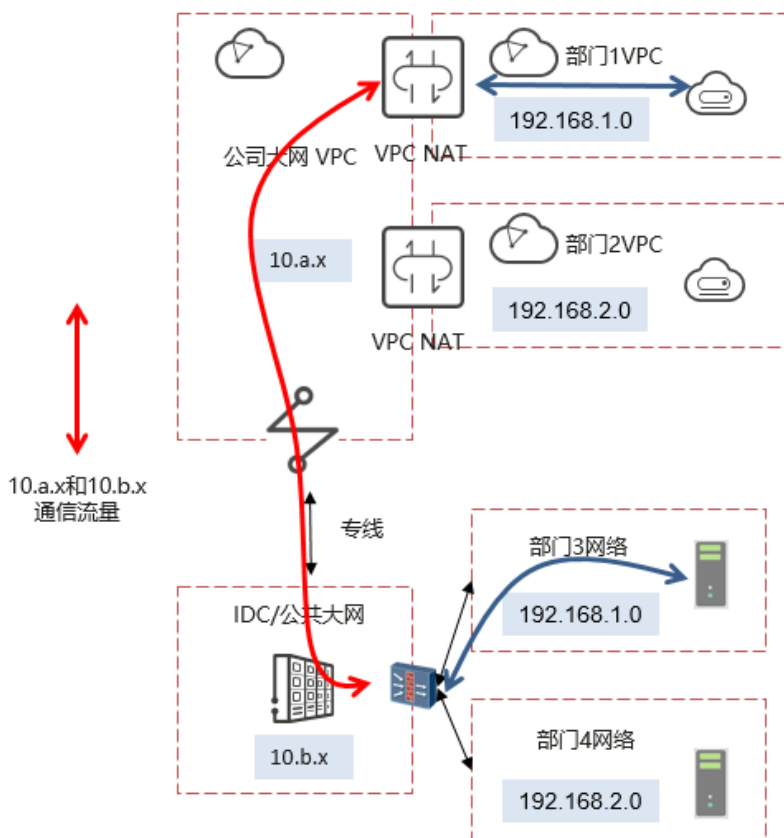 部门1VPC
192.168.1.0
公司大网 VPC
VPC NAT
10.a.x
部门2VPC
192.168.2.0
VPC NAT
10.a.x和10.b.x
通信流量
专线
部门3网络
192.168.1.0
IDC/公共大网
10.b.x
部门4网络
192.168.2.0